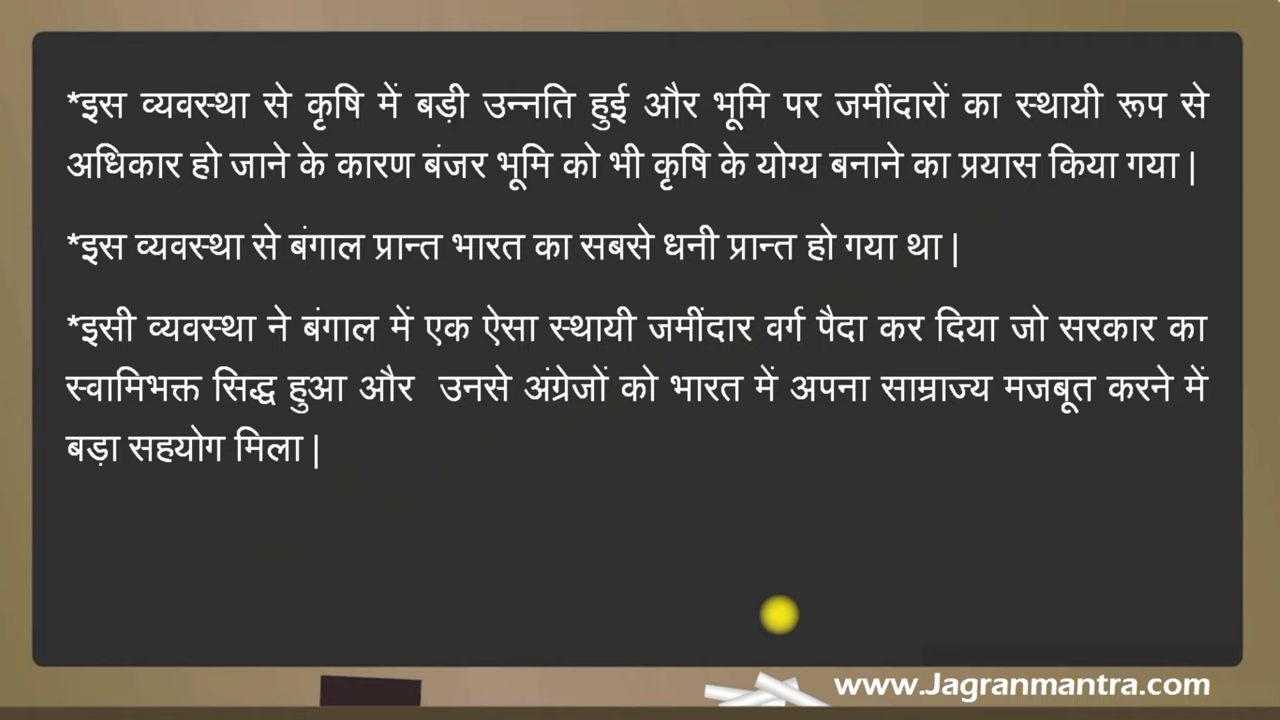 *इस व्यवस्था से कृषि में बड़ी उन्नति हुई और भूमि पर जमींदारों का स्थायी रूप से
अधिकार हो जाने के कारण बंजर भूमि को भी कृषि के योग्य बनाने का प्रयास किया गया |
*इस व्यवस्था से बंगाल प्रान्त भारत का सबसे धनी प्रान्त हो गया था |
*इसी व्यवस्था ने बंगाल में एक ऐसा स्थायी जमींदार वर्ग पैदा कर दिया जो सरकार का
स्वामिभक्त सिद्ध हुआ और उनसे अंग्रेजों को भारत में अपना साम्राज्य मजबूत करने में
बड़ा सहयोग मिला |
www.Jagranmantra.com